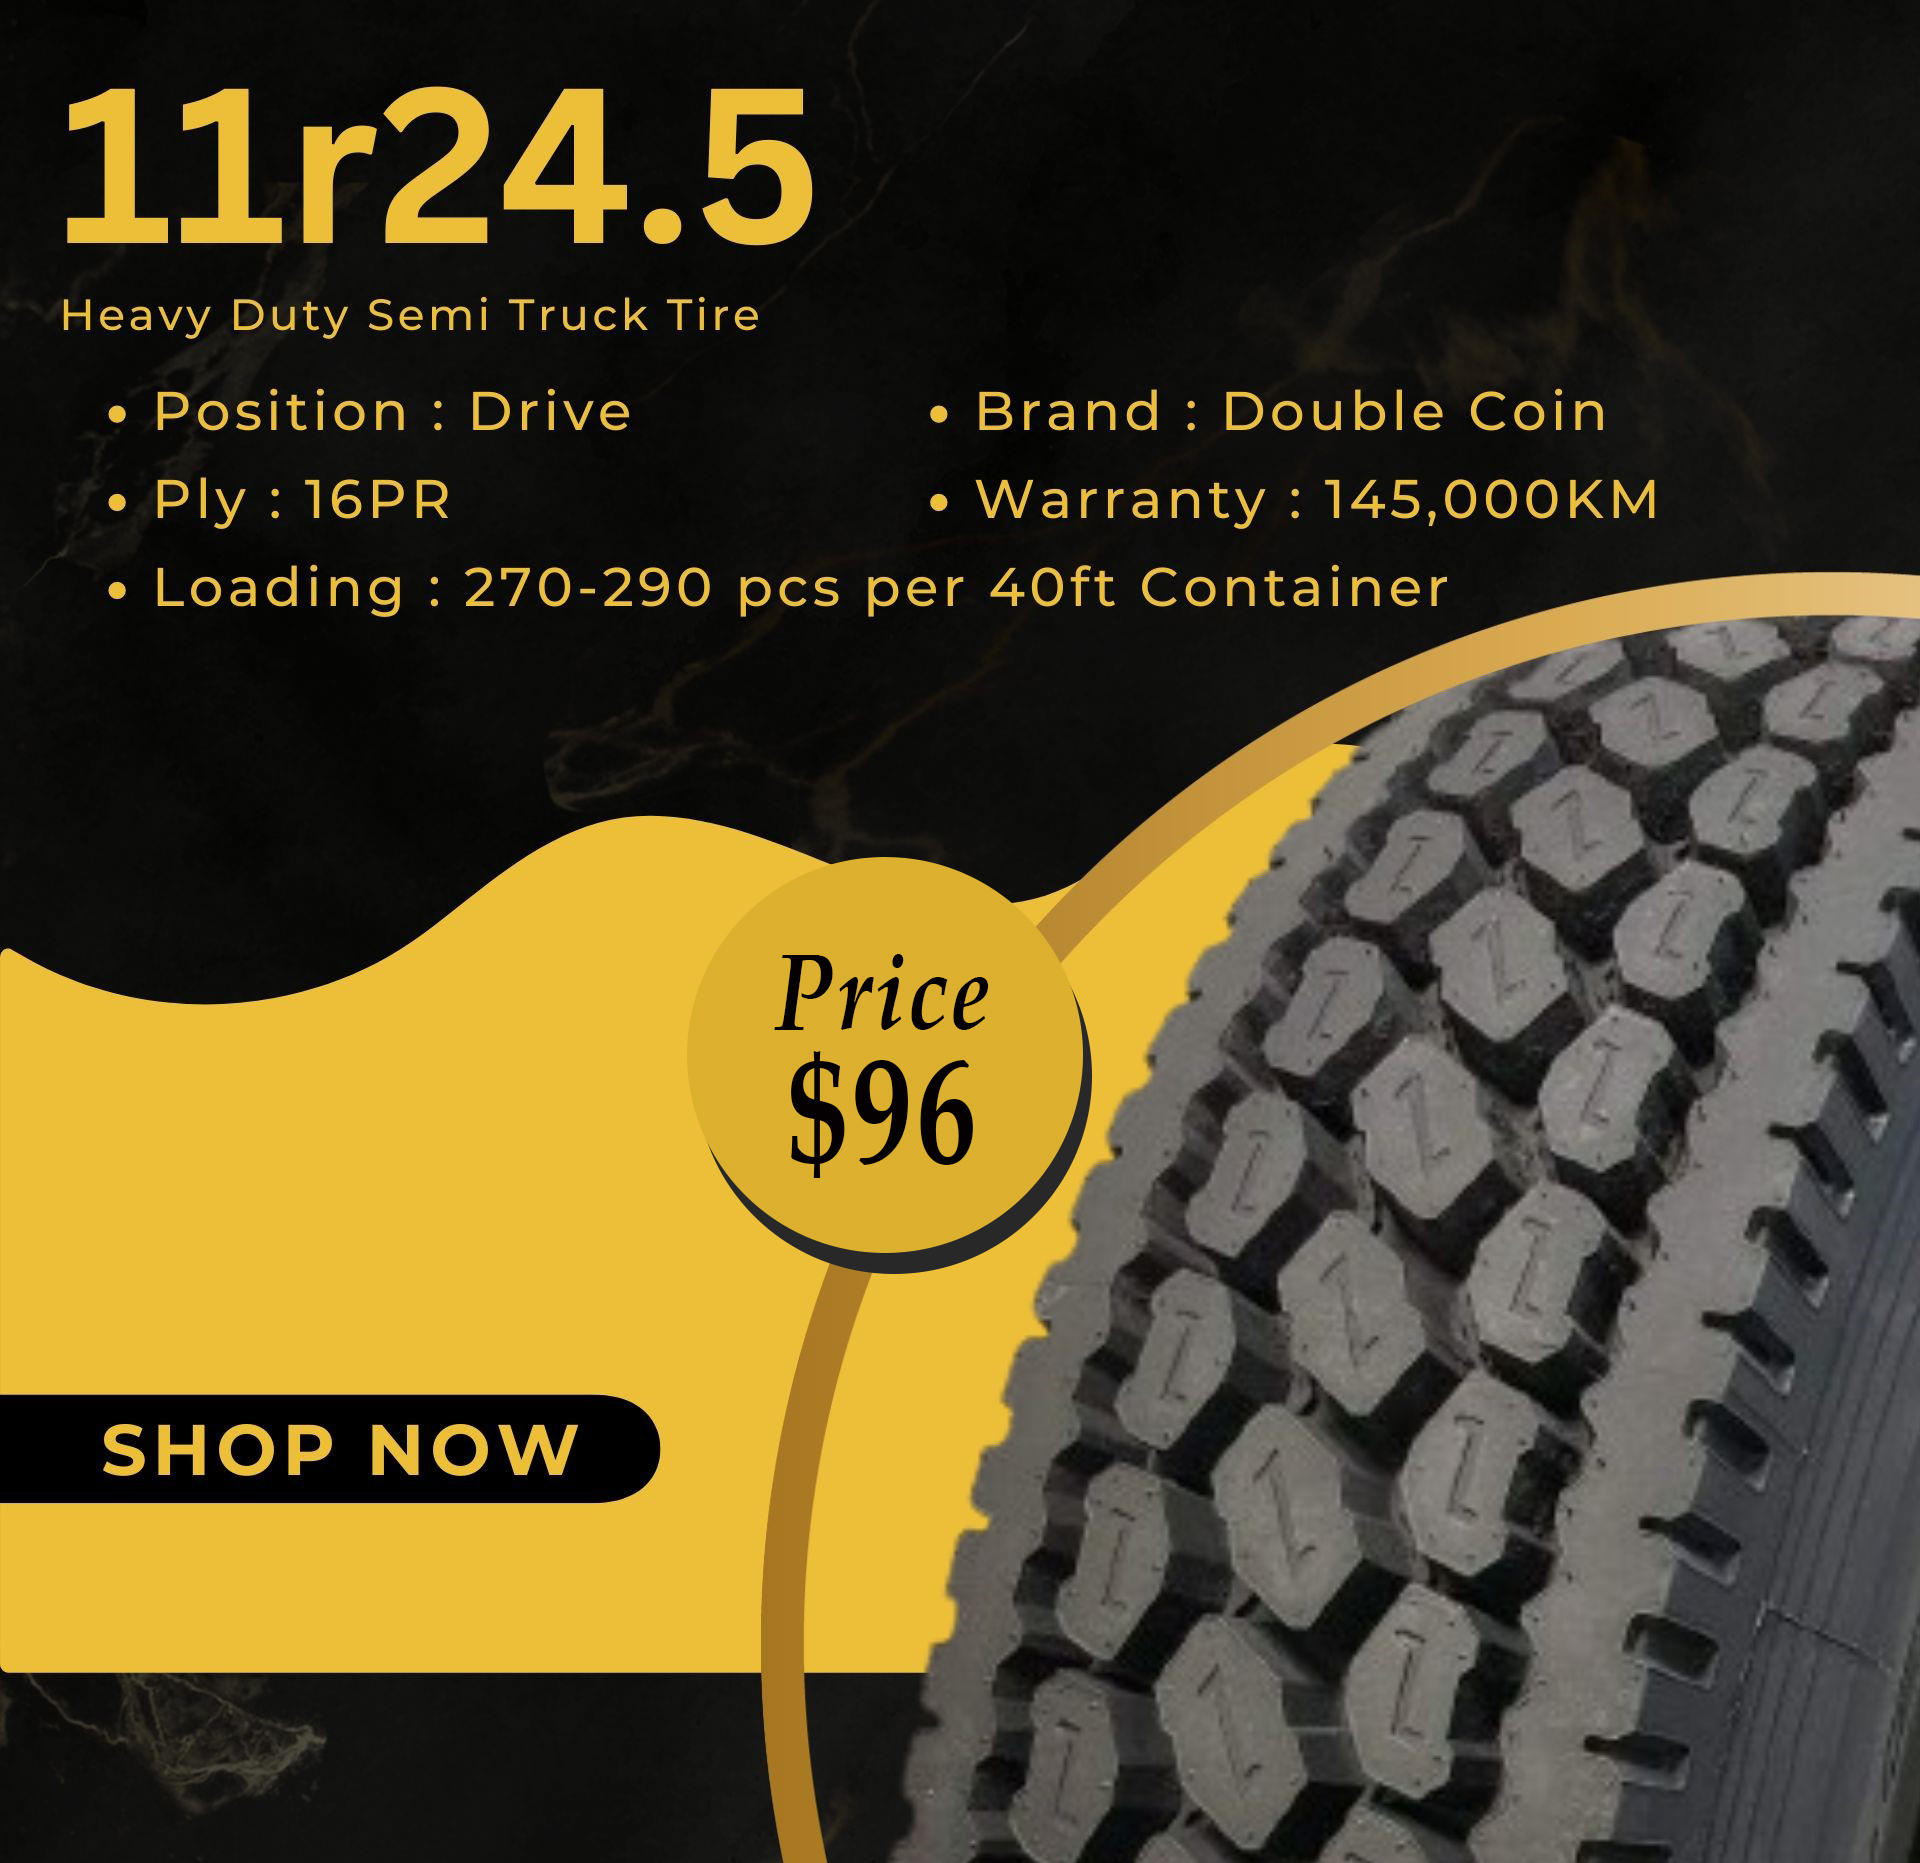 11r24.5
Heavy Duty Semi Truck Tire
• Position : Drive
• Brand : Double Coin
• Ply : 16PR
• Warranty : 145,000KM
• Loading : 270-290 pcs per 40ft Container
Price
$96
SHOP NOW